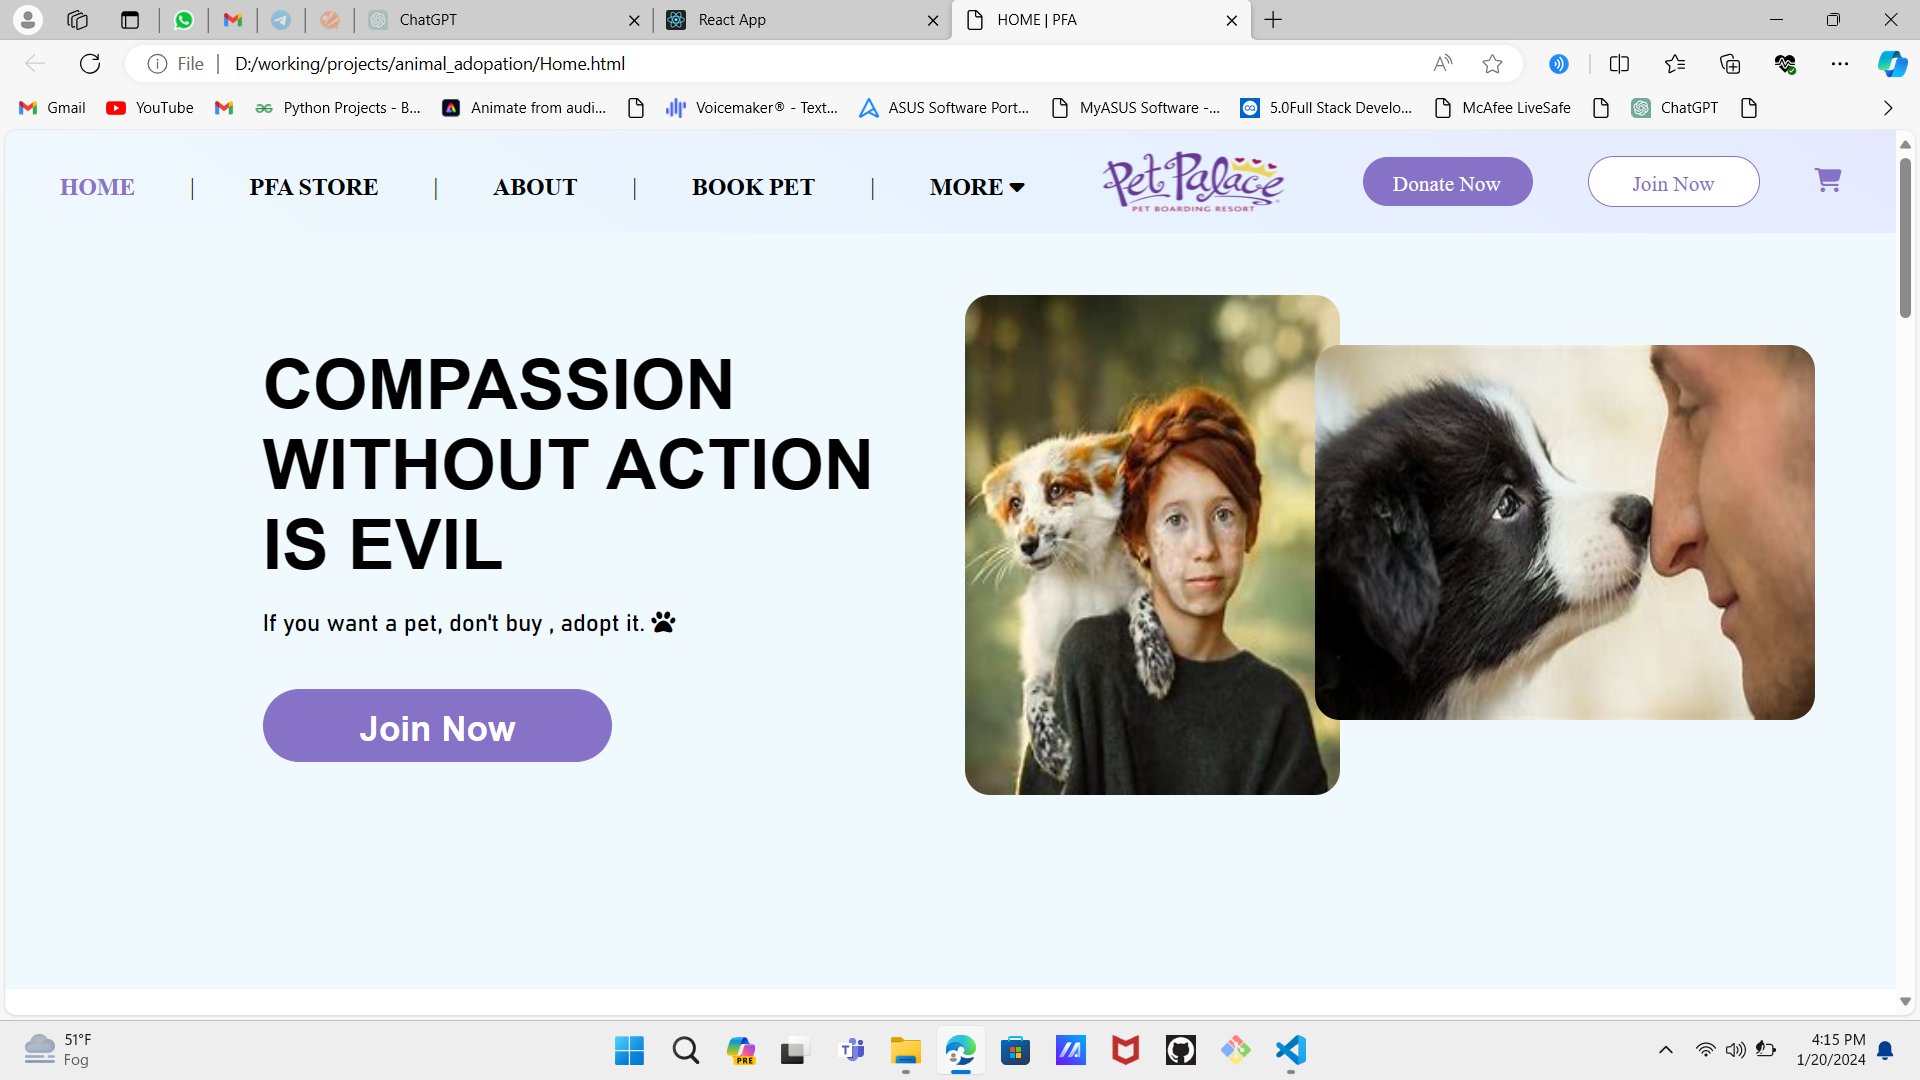 ChatGPT
React App
HOME | PFA
File
D:/working/projects/animal_adopation/Home.html
Gmail
YouTube
Python Projects - B...
Animate from audi...
Voicemaker® - Text...
ASUS Software Port...
MyASUS Software -...
5.0Full Stack Develo...
McAfee LiveSafe
ChatGPT
HOME | PFA STORE | ABOUT | BOOK PET | MORE
Pet Palace
PET BOARDING RESORT
Donate Now
Join Now
COMPASSION
WITHOUT ACTION
IS EVIL
If you want a pet, don't buy , adopt it.
Join Now
51°F
Fog
PRE
4:15 PM
1/20/2024